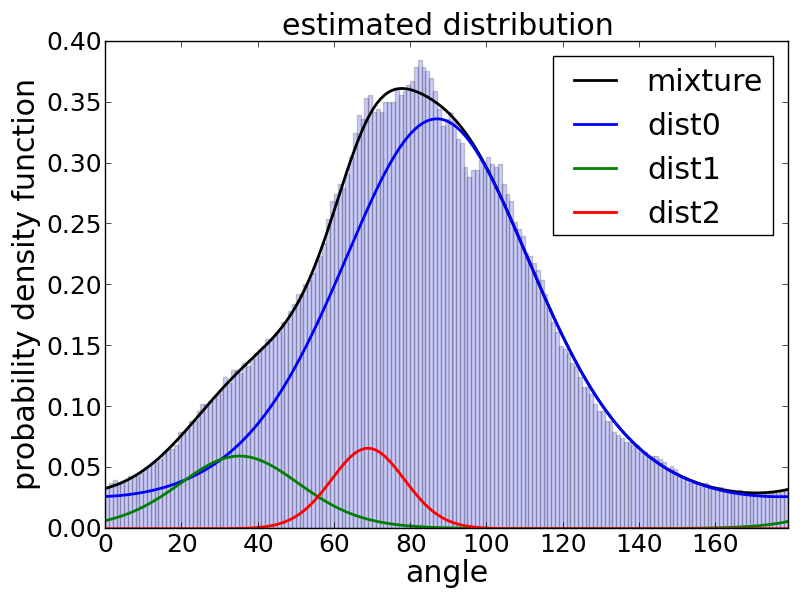 estimated distribution
probability density function
0.40
0.35
0.30
0.25
0.20
0.15
0.10
0.05
0.00
mixture
dist0
dist1
dist2
0 20 40 60 80 100 120 140 160
angle